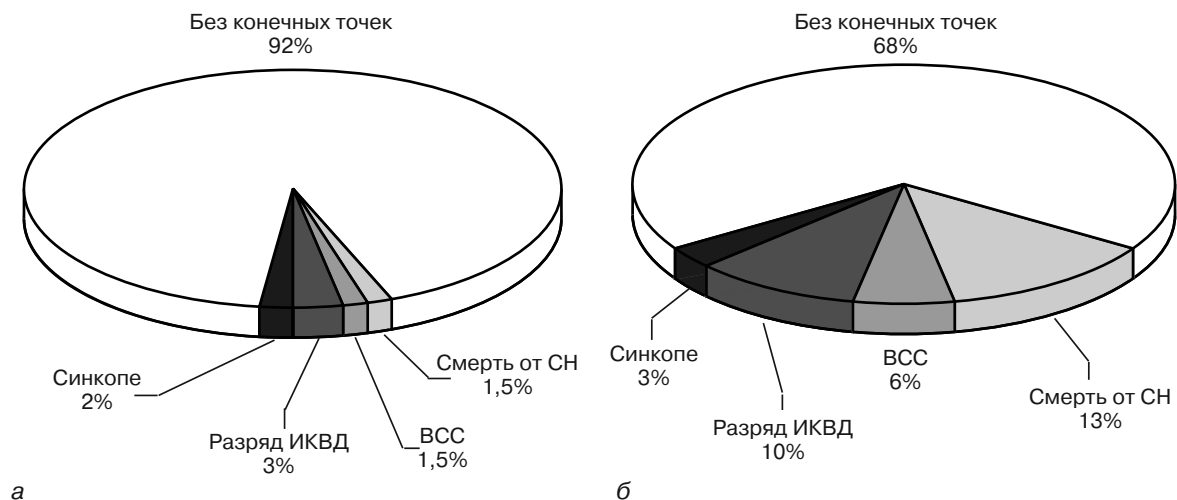 Без конечных точек
92%
Синкопе
2%
Разряд ИКВД
3%
ВСС
1,5%
Смерть от СН
1,5%
а
Без конечных точек
68%
Синкопе
3%
Разряд ИКВД
10%
ВСС
6%
Смерть от СН
13%
б